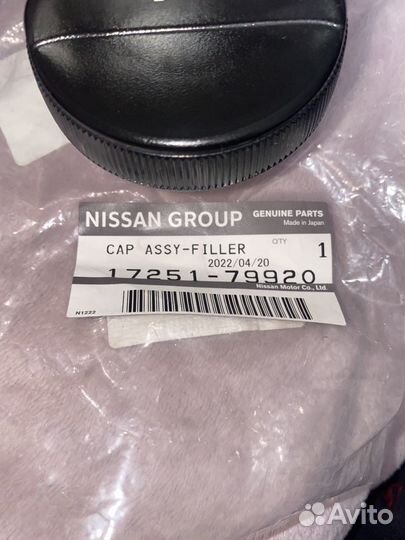 NISSAN GROUP
GENUINE PARTS
Made in Japan
CAP ASSY-FILLER
QTY
1
2022/04/20
17251-79920
Nissan Motor Co., Ltd.
N1222
Avito